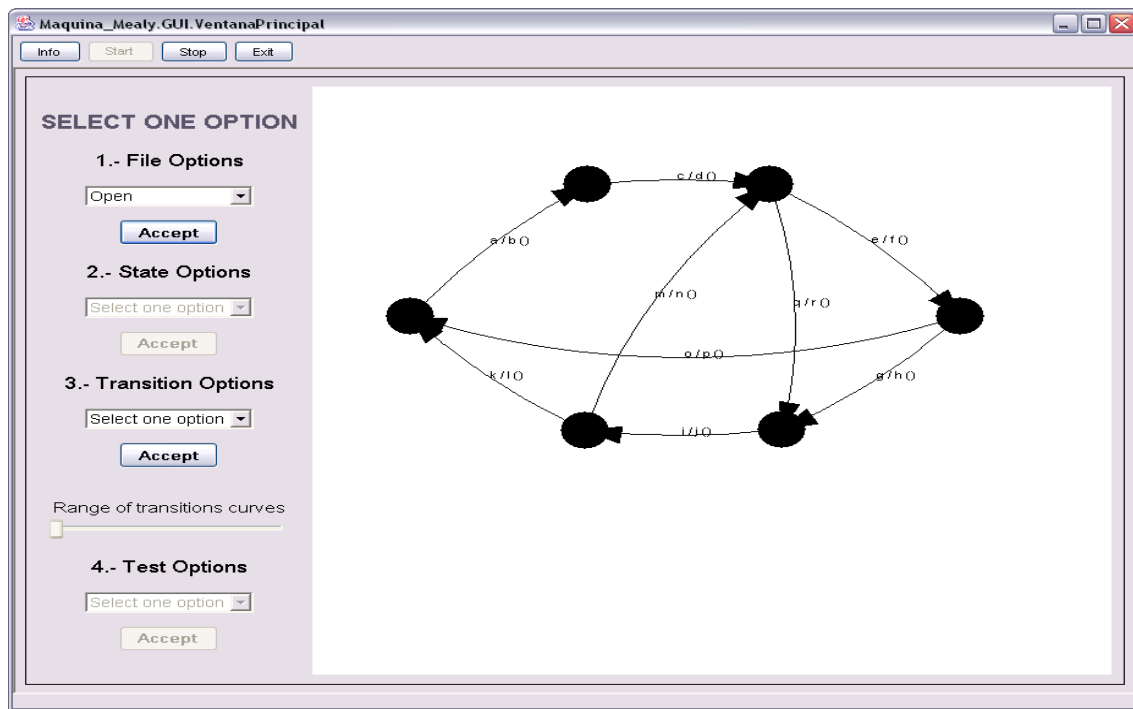 Maquina_Mealy.GUI.VentanaPrincipal
Info Start Stop Exit
SELECT ONE OPTION
1.- File Options
Open
Accept
2.- State Options
Select one option
Accept
3.- Transition Options
Select one option
Accept
Range of transitions curves
4.- Test Options
Select one option
Accept
c/d()
a/b()
e/f()
m/n()
q/r()
o/p()
k/l()
g/h()
i/j()